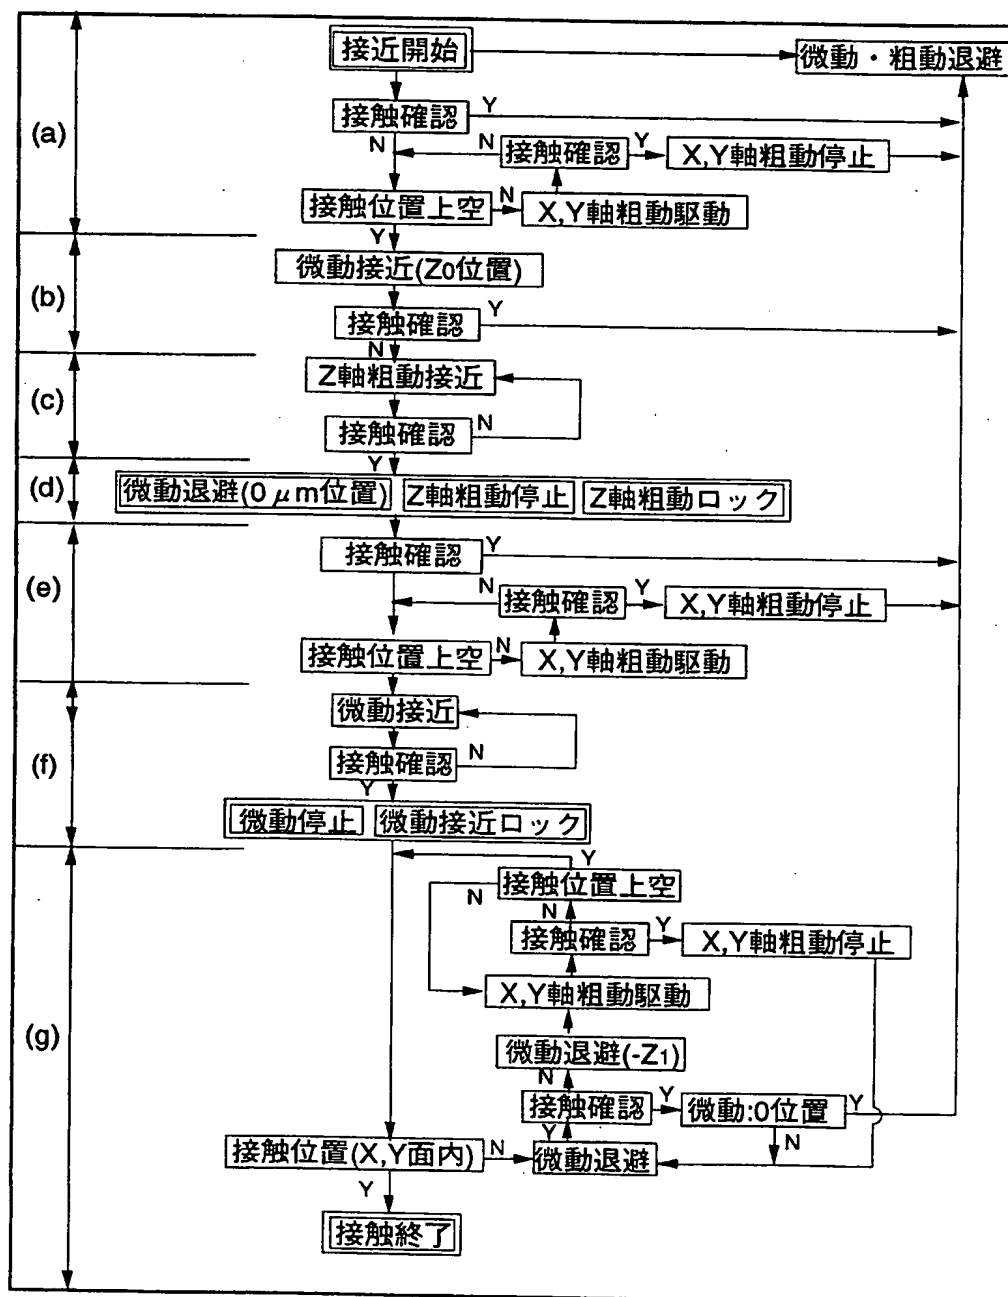 接近開始
微動・粗動退避
(a)
接触確認
Y
N
N
接触確認
Y
X,Y軸粗動停止
接触位置上空
N
X,Y軸粗動駆動
Y
(b)
微動接近(Z0位置)
接触確認
Y
N
(c)
Z軸粗動接近
接触確認
N
Y
(d)
微動退避(0μm位置)
Z軸粗動停止
Z軸粗動ロック
(e)
接触確認
Y
N
接触確認
Y
X,Y軸粗動停止
接触位置上空
N
X,Y軸粗動駆動
(f)
微動接近
接触確認
N
Y
微動停止
微動接近ロック
(g)
Y
接触位置上空
N
N
接触確認
Y
X,Y軸粗動停止
X,Y軸粗動駆動
微動退避(-Z1)
N
接触確認
Y
微動:0位置
Y
Y
N
接触位置(X,Y面内)
N
微動退避
Y
接触終了